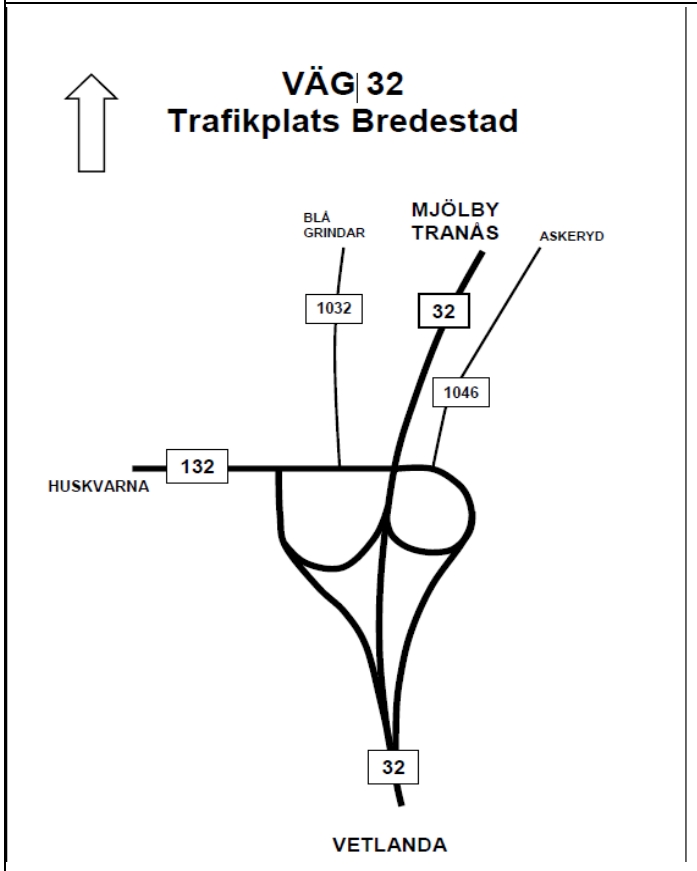 VÄG 32
Trafikplats Bredestad
BLÅ
GRINDAR
MJÖLBY
TRANÅS
ASKERYD
1032
32
1046
132
HUSKVARNA
32
VETLANDA